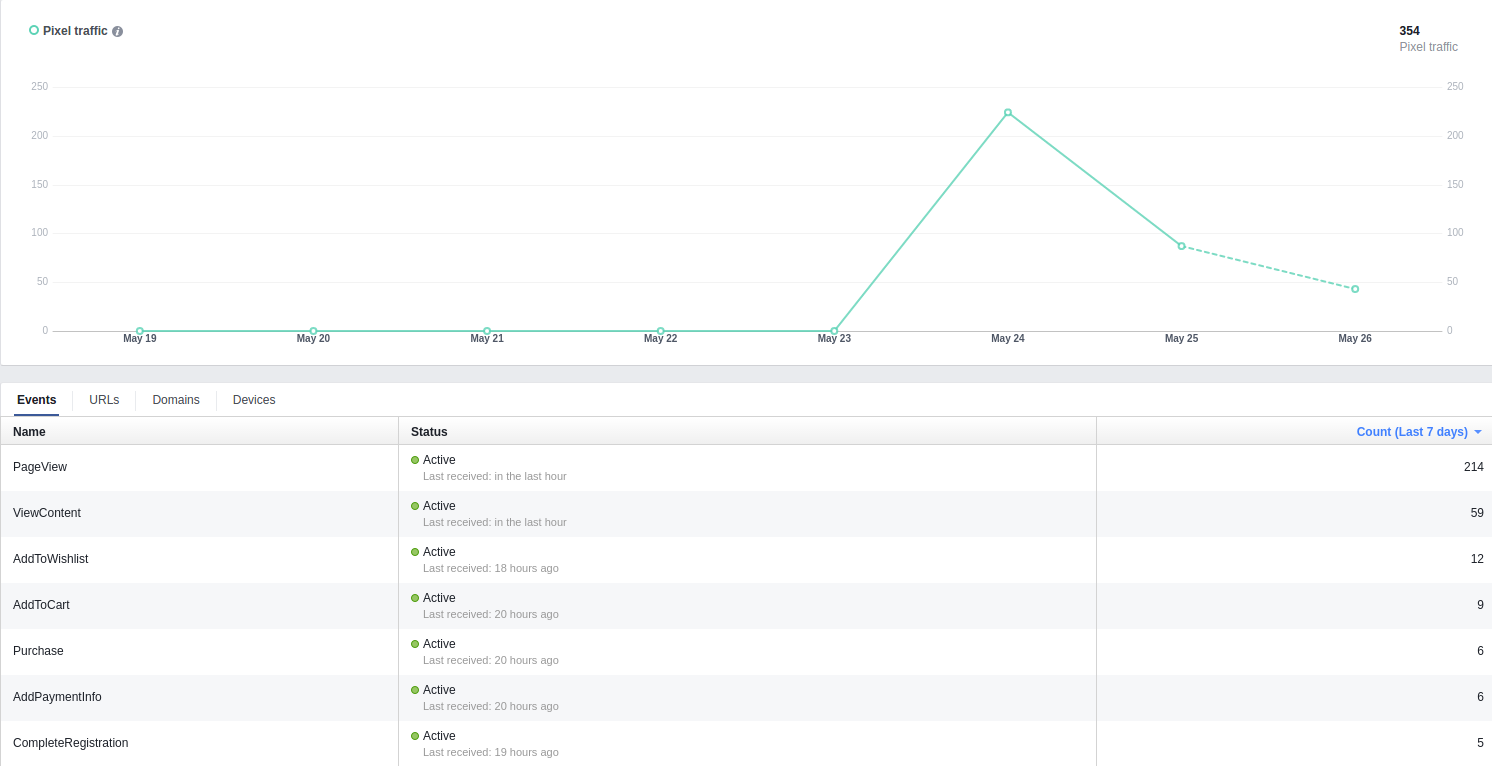 Pixel traffic
354
Pixel traffic
250 250
200 200
150 150
100 100
50 50
0 0
May 19 May 20 May 21 May 22 May 23 May 24 May 25 May 26
Events URLs Domains Devices
Name Status Count (Last 7 days)
PageView Active 214
Last received: in the last hour
ViewContent Active 59
Last received: in the last hour
AddToWishlist Active 12
Last received: 18 hours ago
AddToCart Active 9
Last received: 20 hours ago
Purchase Active 6
Last received: 20 hours ago
AddPaymentInfo Active 6
Last received: 20 hours ago
CompleteRegistration Active 5
Last received: 19 hours ago